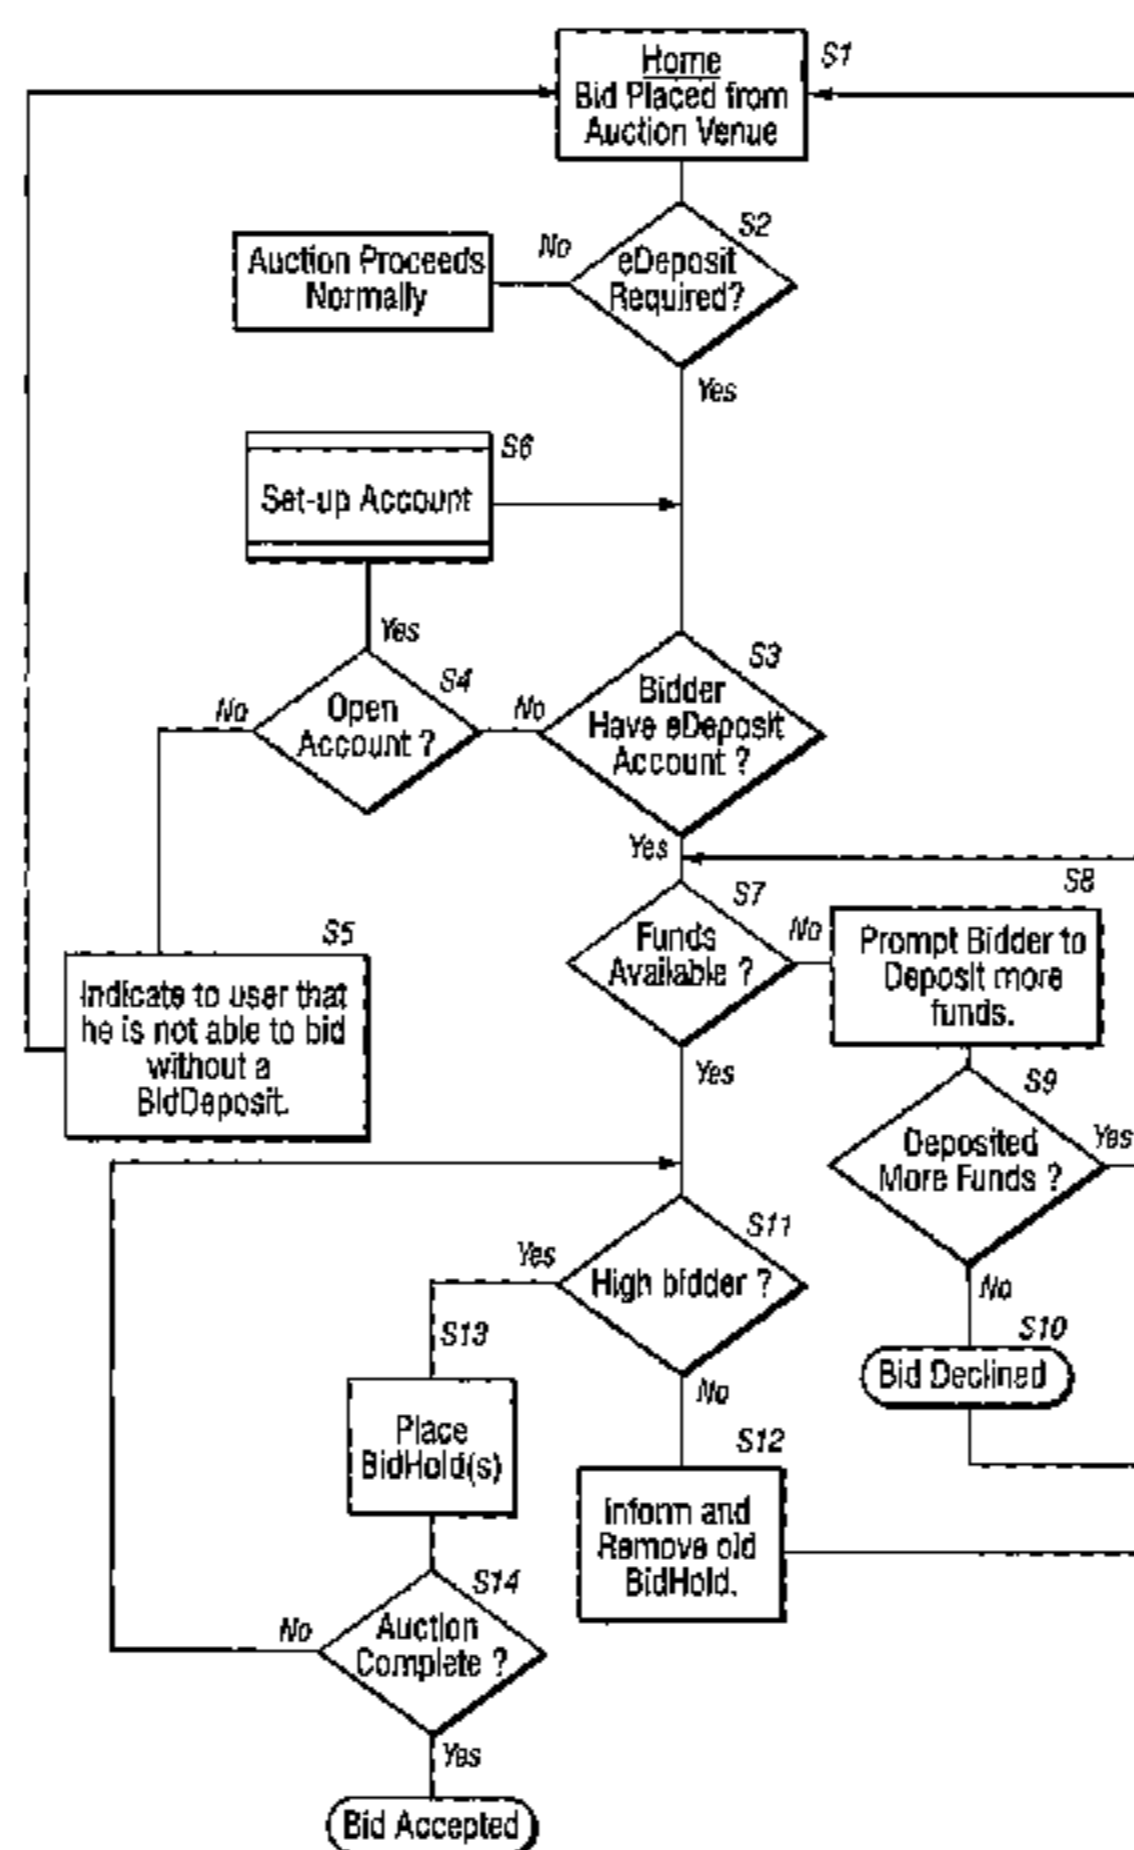 Home
Bid Placed from
Auction Venue
S1
S2
eDeposit
Required?
No
Auction Proceeds
Normally
Yes
S6
Set-up Account
Yes
S3
Bidder
Have eDeposit
Account ?
No
S4
Open
Account ?
No
Yes
S5
Indicate to user that
he is not able to bid
without a
BidDeposit.
S7
Funds
Available ?
No
S8
Prompt Bidder to
Deposit more
funds.
Yes
S9
Deposited
More Funds ?
Yes
No
S10
Bid Declined
S11
High bidder ?
Yes
No
S13
Place
BidHold(s)
S12
Inform and
Remove old
BidHold.
S14
Auction
Complete ?
No
Yes
Bid Accepted